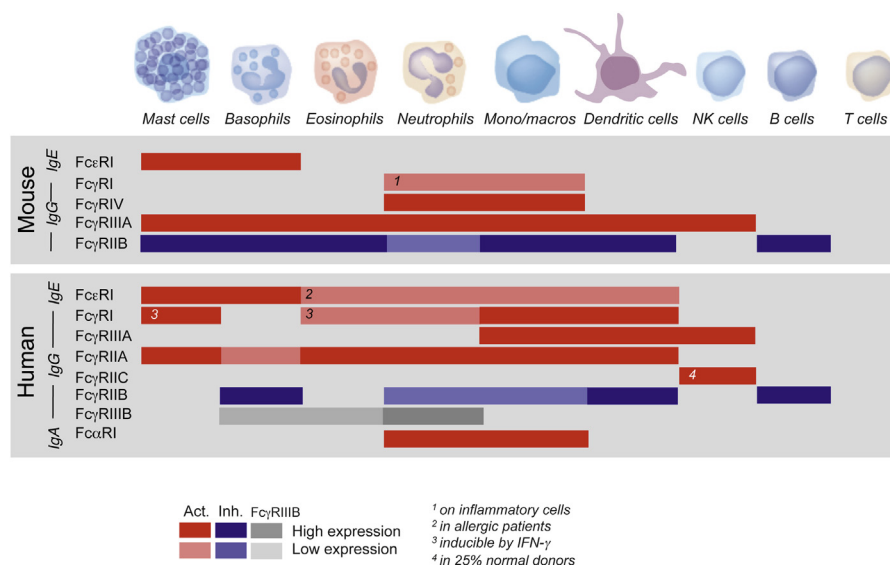 Mast cells Basophils Eosinophils Neutrophils Mono/macros Dendritic cells NK cells B cells T cells
Mouse
IgE
IgG
FcεRI
FcγRI 1
FcγRIV
FcγRIIIA
FcγRIIB
Human
IgE
IgG
IgA
FcεRI 2
FcγRI 3 3
FcγRIIIA
FcγRIIA
FcγRIIC 4
FcγRIIB
FcγRIIIB
FcαRI
Act. Inh. FcγRIIIB
High expression
Low expression
1 on inflammatory cells
2 in allergic patients
3 inducible by IFN-γ
4 in 25% normal donors